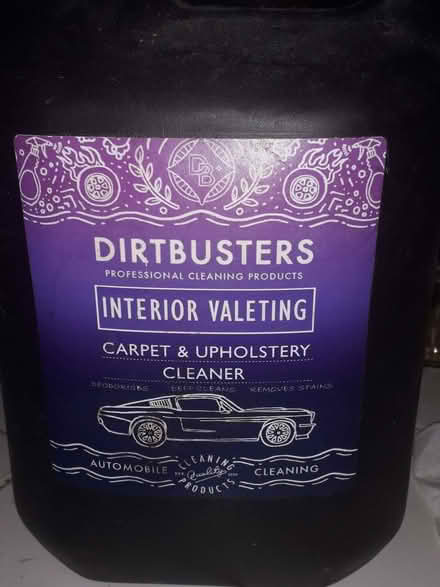 DB
DIRTBUSTERS
PROFESSIONAL CLEANING PRODUCTS
INTERIOR VALETING
CARPET & UPHOLSTERY
CLEANER
DEODORISES DEEP CLEANS REMOVES STAINS
AUTOMOBILE CLEANING
CLEANING
Quality
PRODUCTS